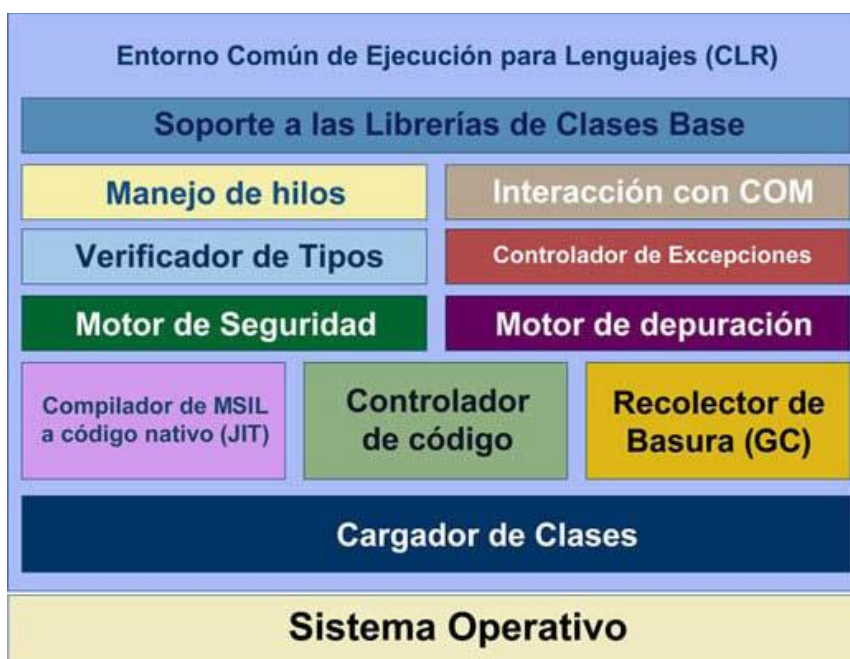 Entorno Común de Ejecución para Lenguajes (CLR)
Soporte a las Librerías de Clases Base
Manejo de hilos
Interacción con COM
Verificador de Tipos
Controlador de Excepciones
Motor de Seguridad
Motor de depuración
Compilador de MSIL
a código nativo (JIT)
Controlador
de código
Recolector de
Basura (GC)
Cargador de Clases
Sistema Operativo